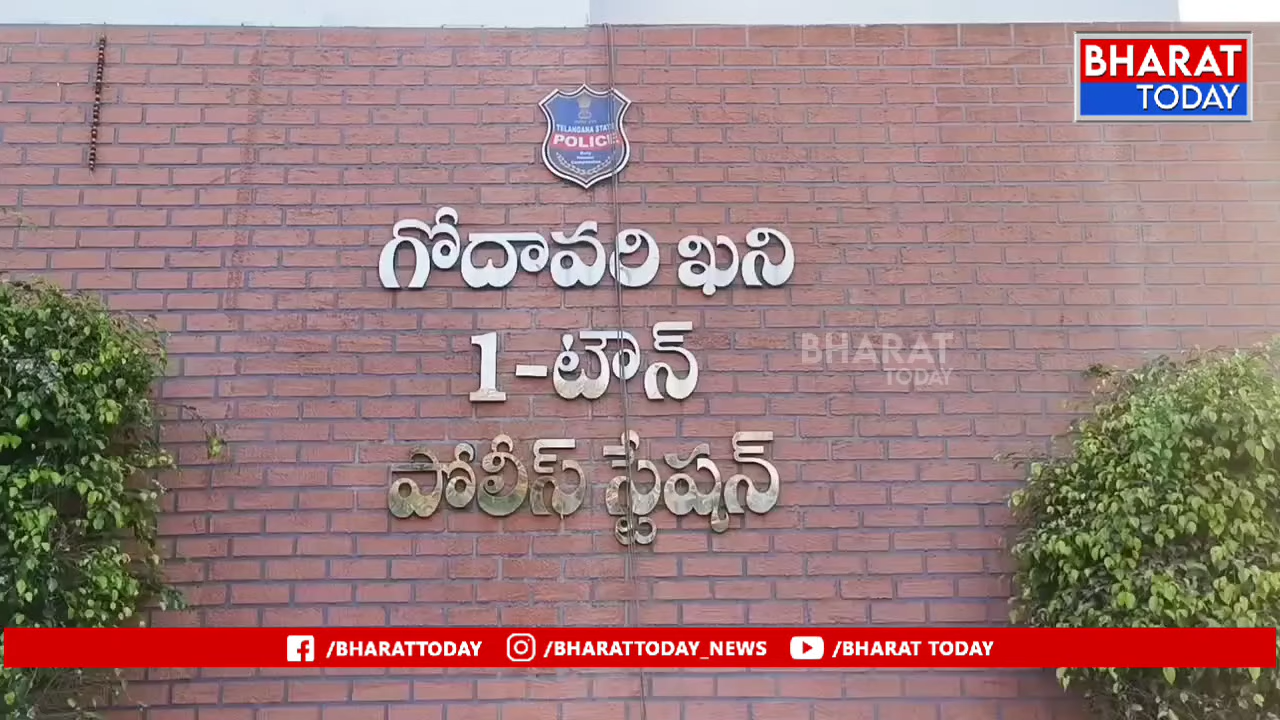 BHARAT
TODAY
TELANGANA STATE
POLICE
గోదావరి ఖని
1-టౌన్
BHARAT
TODAY
పోలీస్ స్టేషన్
/BHARATTODAY /BHARATTODAY_NEWS /BHARAT TODAY